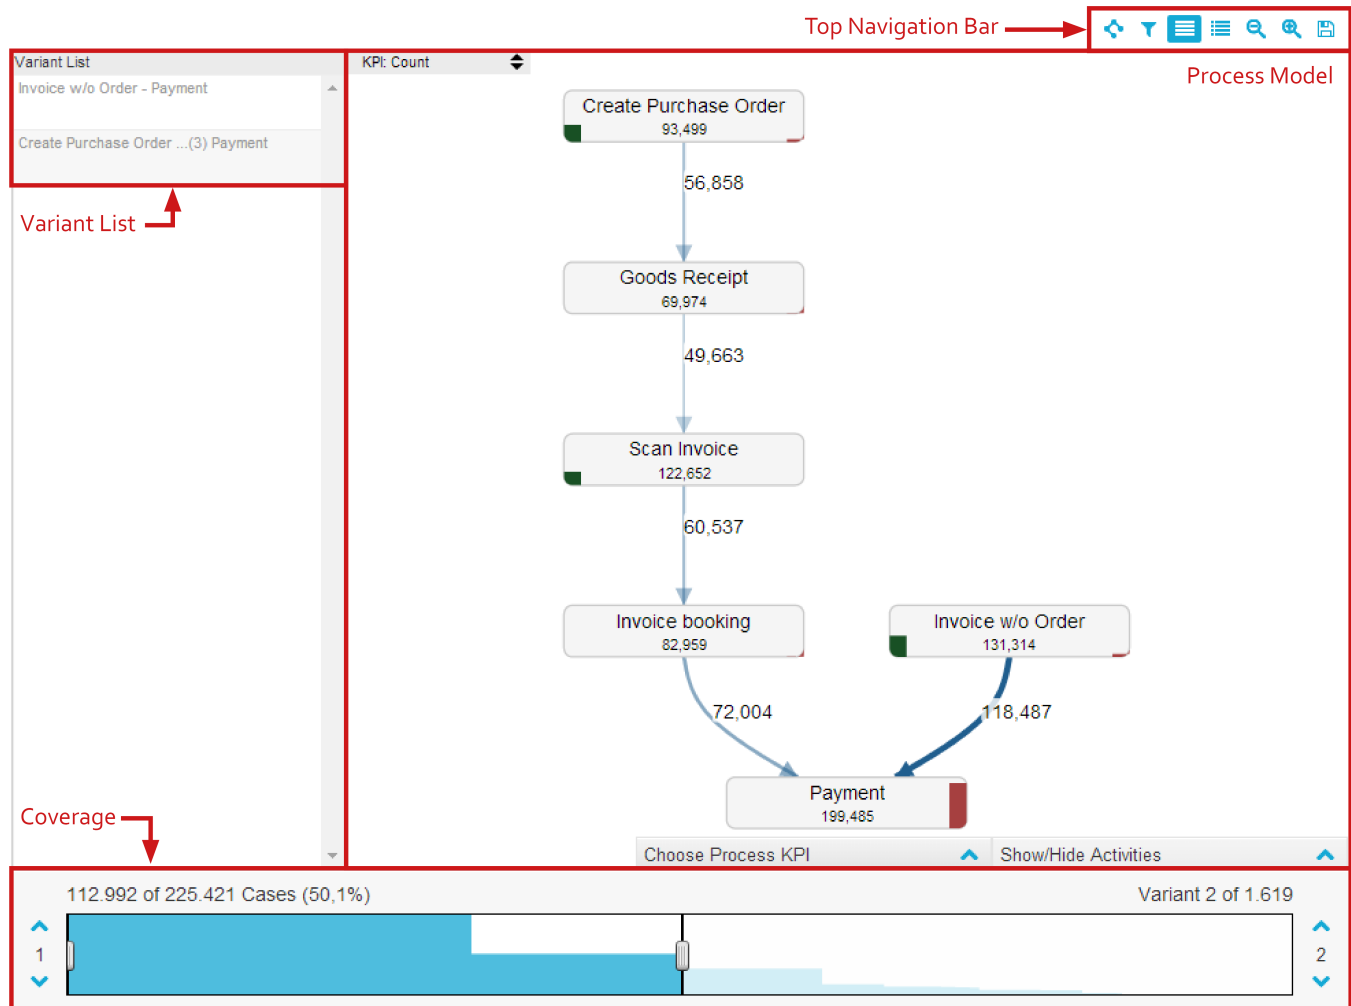 Top Navigation Bar
Variant List
KPI: Count
Process Model
Invoice w/o Order - Payment
Create Purchase Order ...(3) Payment
Variant List
Create Purchase Order
93,499
56,858
Goods Receipt
69,974
49,663
Scan Invoice
122,652
60,537
Invoice booking
82,959
Invoice w/o Order
131,314
72,004
118,487
Payment
199,485
Coverage
Choose Process KPI
Show/Hide Activities
112.992 of 225.421 Cases (50,1%)
Variant 2 of 1.619
1
2